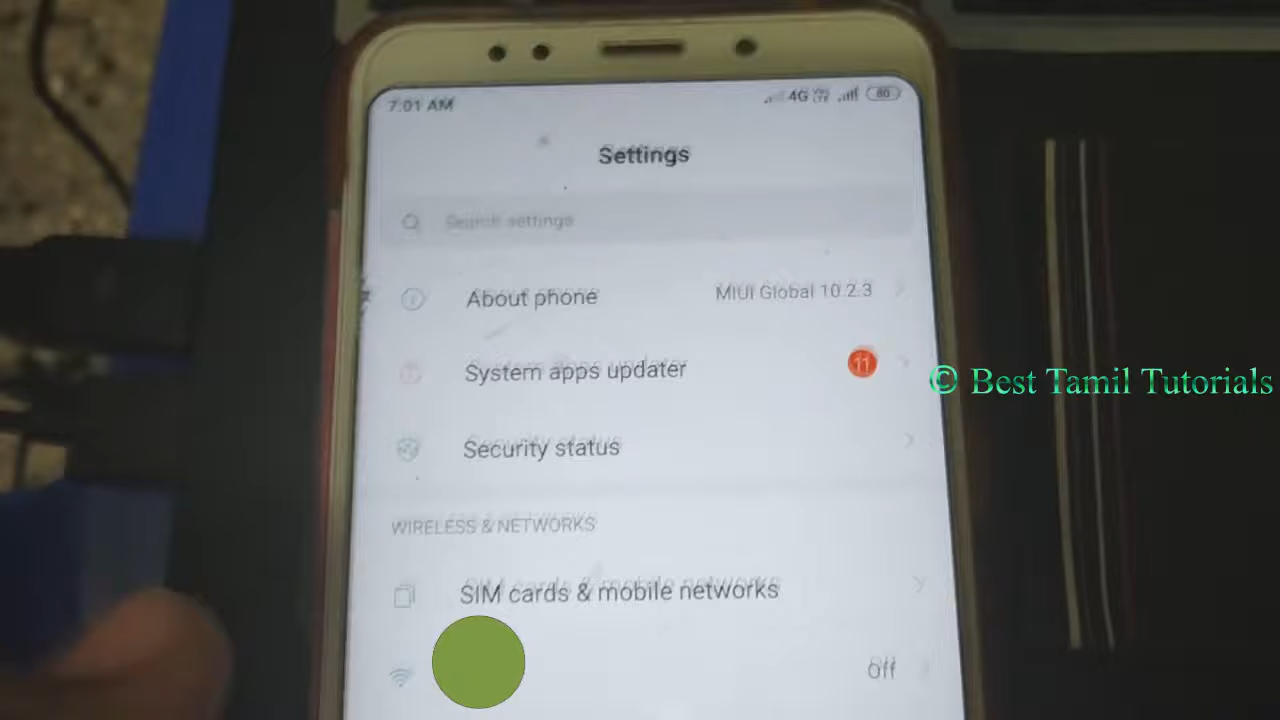 7:01 AM 4G VoLTE 80
Settings
Search settings
About phone MIUI Global 10.2.3
System apps updater 11
Security status
© Best Tamil Tutorials
WIRELESS & NETWORKS
SIM cards & mobile networks
Off